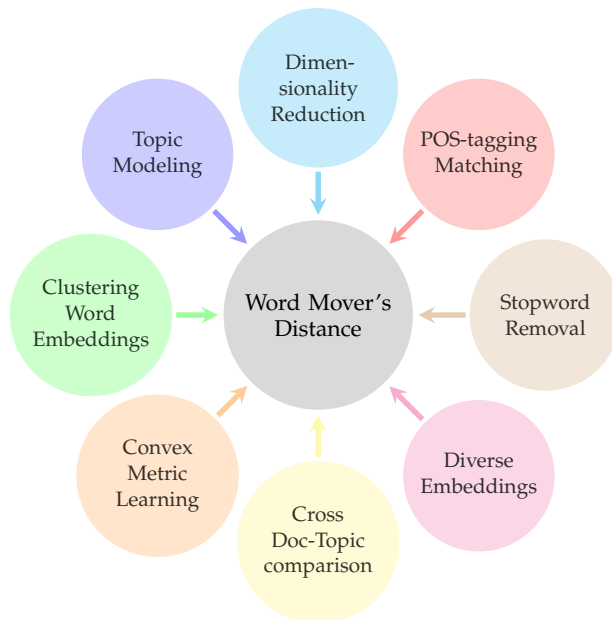 Dimen-
sionality
Reduction
Topic
Modeling
POS-tagging
Matching
Clustering
Word
Embeddings
Word Mover's
Distance
Stopword
Removal
Convex
Metric
Learning
Diverse
Embeddings
Cross
Doc-Topic
comparison